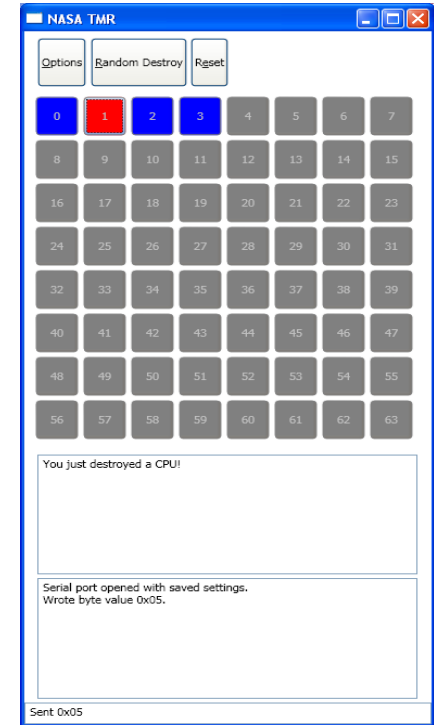 NASA TMR
Options Random Destroy Reset
0 1 2 3 4 5 6 7
8 9 10 11 12 13 14 15
16 17 18 19 20 21 22 23
24 25 26 27 28 29 30 31
32 33 34 35 36 37 38 39
40 41 42 43 44 45 46 47
48 49 50 51 52 53 54 55
56 57 58 59 60 61 62 63
You just destroyed a CPU!
Serial port opened with saved settings.
Wrote byte value 0x05.
Sent 0x05